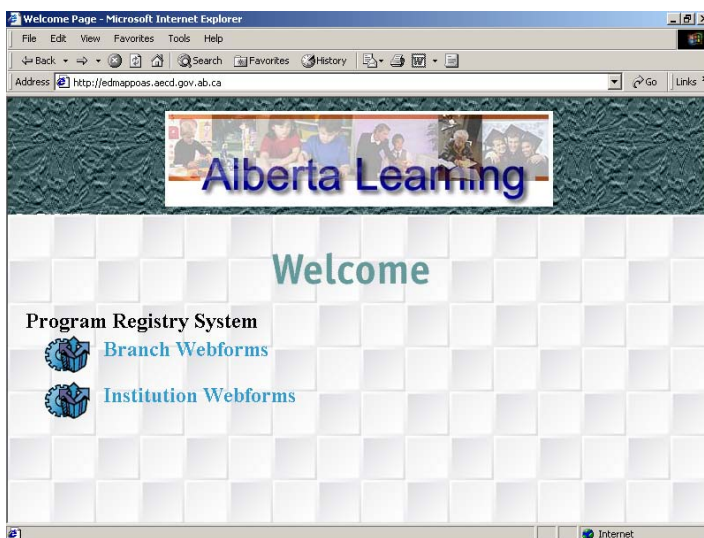 Welcome Page - Microsoft Internet Explorer
File Edit View Favorites Tools Help
Back Search Favorites History
Address http://edmappoas.aecd.gov.ab.ca Go Links
Alberta Learning
Welcome
Program Registry System
Branch Webforms
Institution Webforms
Internet